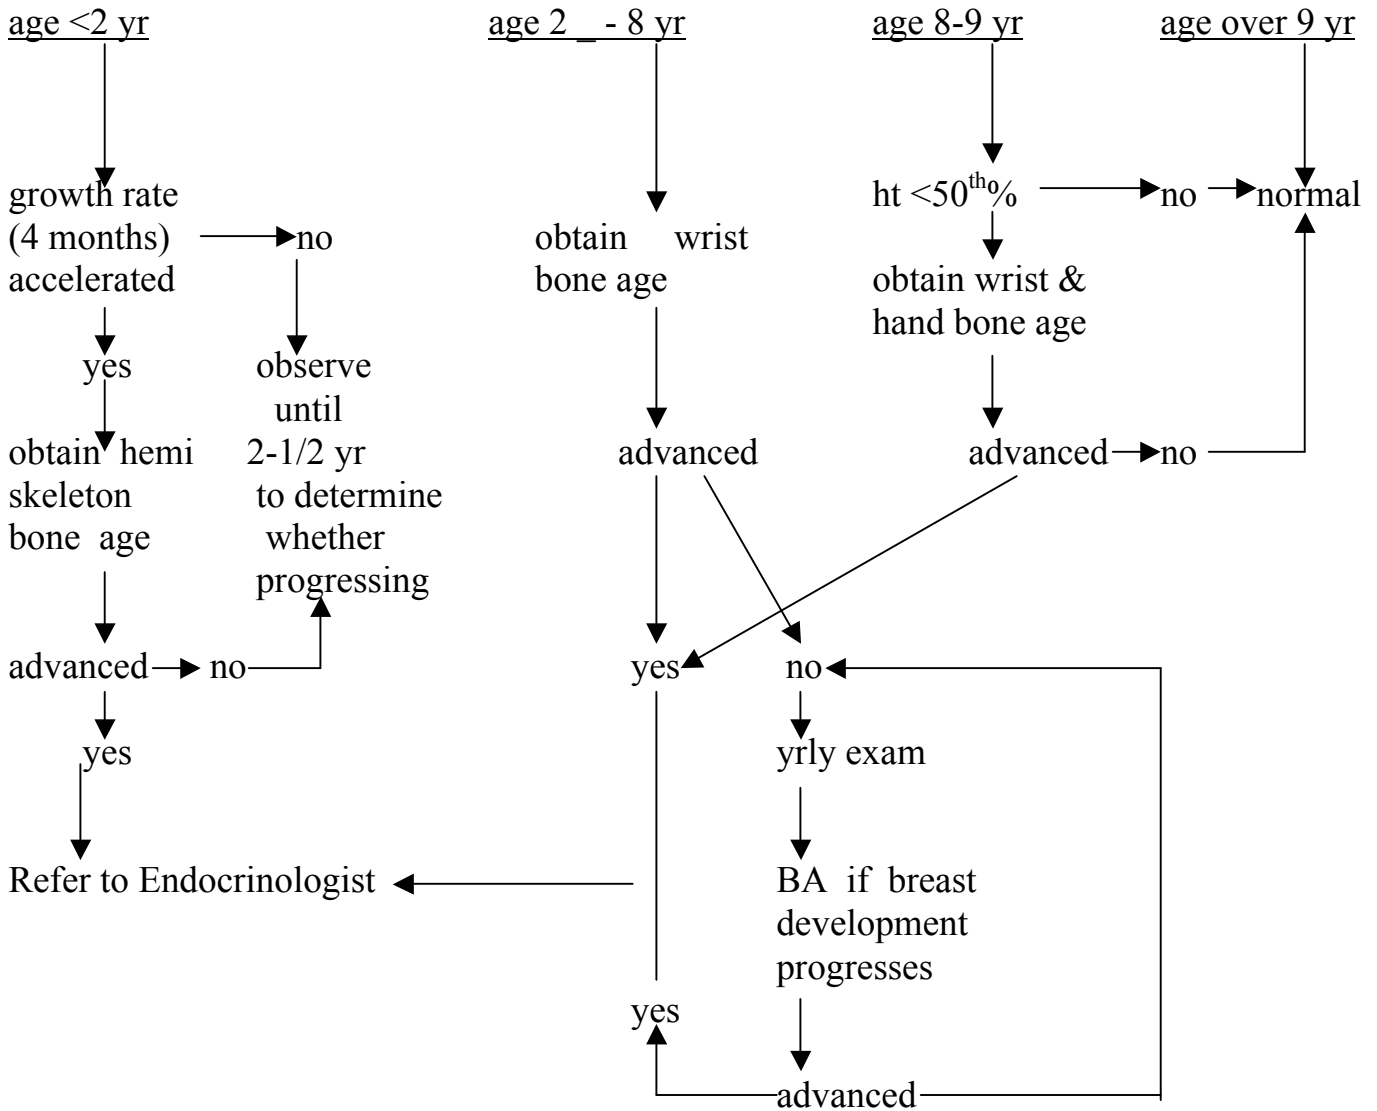 age <2 yr
age 2 _ - 8 yr
age 8-9 yr
age over 9 yr
growth rate
(4 months)
accelerated
no
yes
observe
until
2-1/2 yr
to determine
whether
progressing
obtain hemi
skeleton
bone age
advanced
no
yes
Refer to Endocrinologist
obtain wrist
bone age
advanced
yes
no
yrly exam
BA if breast
development
progresses
advanced
yes
ht <50th%
no
normal
obtain wrist &
hand bone age
advanced
no